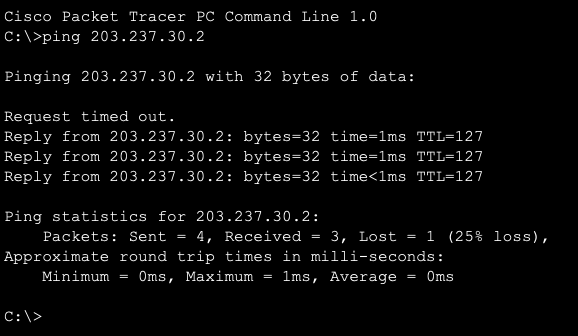 Cisco Packet Tracer PC Command Line 1.0
C:\>ping 203.237.30.2
Pinging 203.237.30.2 with 32 bytes of data:
Request timed out.
Reply from 203.237.30.2: bytes=32 time=1ms TTL=127
Reply from 203.237.30.2: bytes=32 time=1ms TTL=127
Reply from 203.237.30.2: bytes=32 time<1ms TTL=127
Ping statistics for 203.237.30.2:
Packets: Sent = 4, Received = 3, Lost = 1 (25% loss),
Approximate round trip times in milli-seconds:
Minimum = 0ms, Maximum = 1ms, Average = 0ms
C:\>